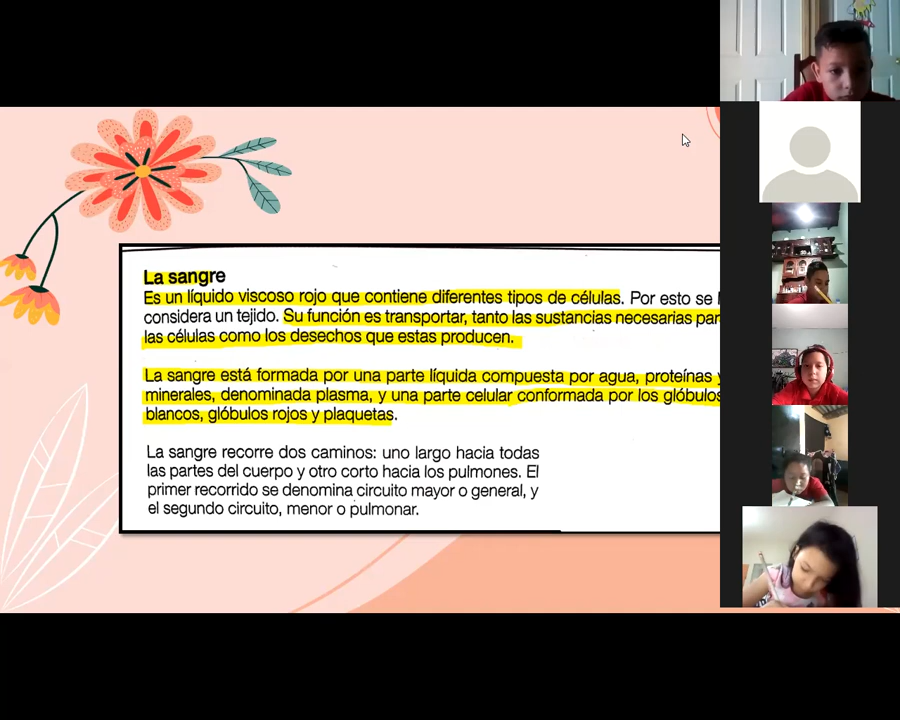 La sangre
Es un líquido viscoso rojo que contiene diferentes tipos de células. Por esto se
considera un tejido. Su función es transportar, tanto las sustancias necesarias
las células como los desechos que estas producen.
La sangre está formada por una parte líquida compuesta por agua, proteínas y
minerales, denominada plasma, y una parte celular conformada por los glóbulos
blancos, glóbulos rojos y plaquetas.
La sangre recorre dos caminos: uno largo hacia todas
las partes del cuerpo y otro corto hacia los pulmones. El
primer recorrido se denomina circuito mayor o general, y
el segundo circuito, menor o pulmonar.